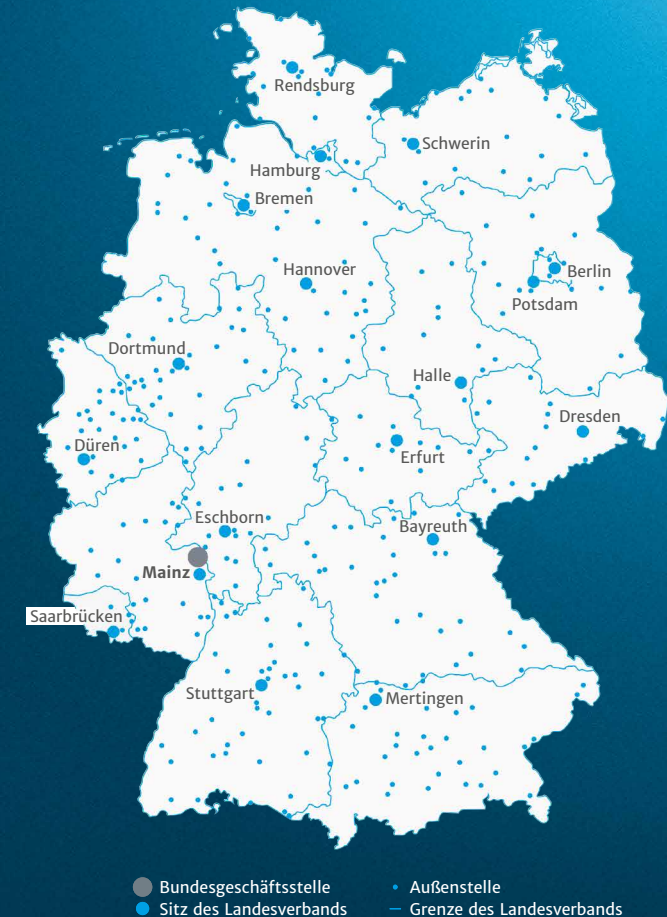 Rendsburg
Schwerin
Hamburg
Bremen
Hannover
Berlin
Potsdam
Dortmund
Halle
Dresden
Düren
Erfurt
Eschborn
Bayreuth
Mainz
Saarbrücken
Stuttgart
Mertingen
Bundesgeschäftsstelle
Außenstelle
Sitz des Landesverbands
Grenze des Landesverbands